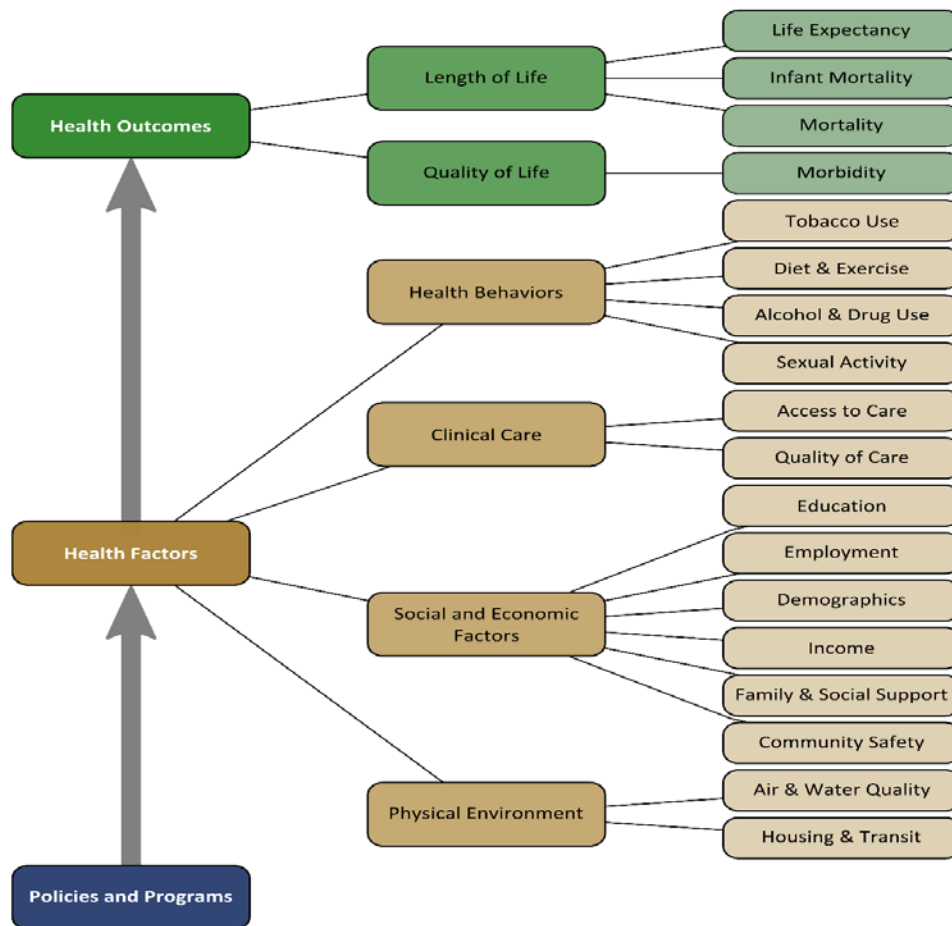 Health Outcomes
Length of Life
Life Expectancy
Infant Mortality
Mortality
Quality of Life
Morbidity
Health Factors
Health Behaviors
Tobacco Use
Diet & Exercise
Alcohol & Drug Use
Sexual Activity
Clinical Care
Access to Care
Quality of Care
Social and Economic
Factors
Education
Employment
Demographics
Income
Family & Social Support
Community Safety
Physical Environment
Air & Water Quality
Housing & Transit
Policies and Programs